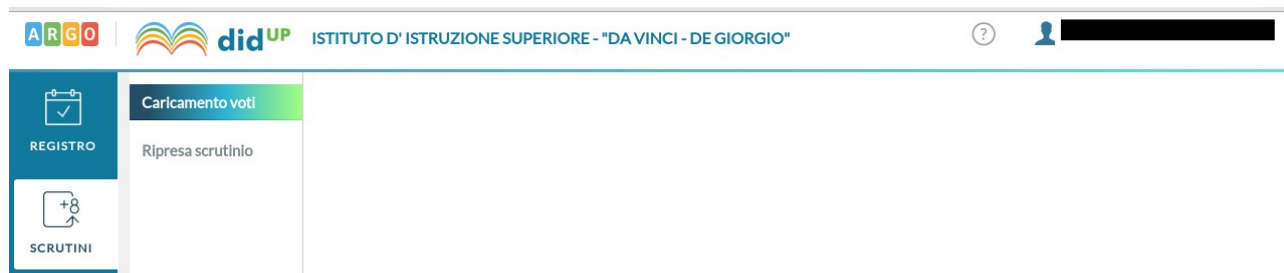 ARGO
didUP
ISTITUTO D' ISTRUZIONE SUPERIORE - "DA VINCI - DE GIORGIO"
?
REGISTRO
Caricamento voti
Ripresa scrutinio
+8
SCRUTINI